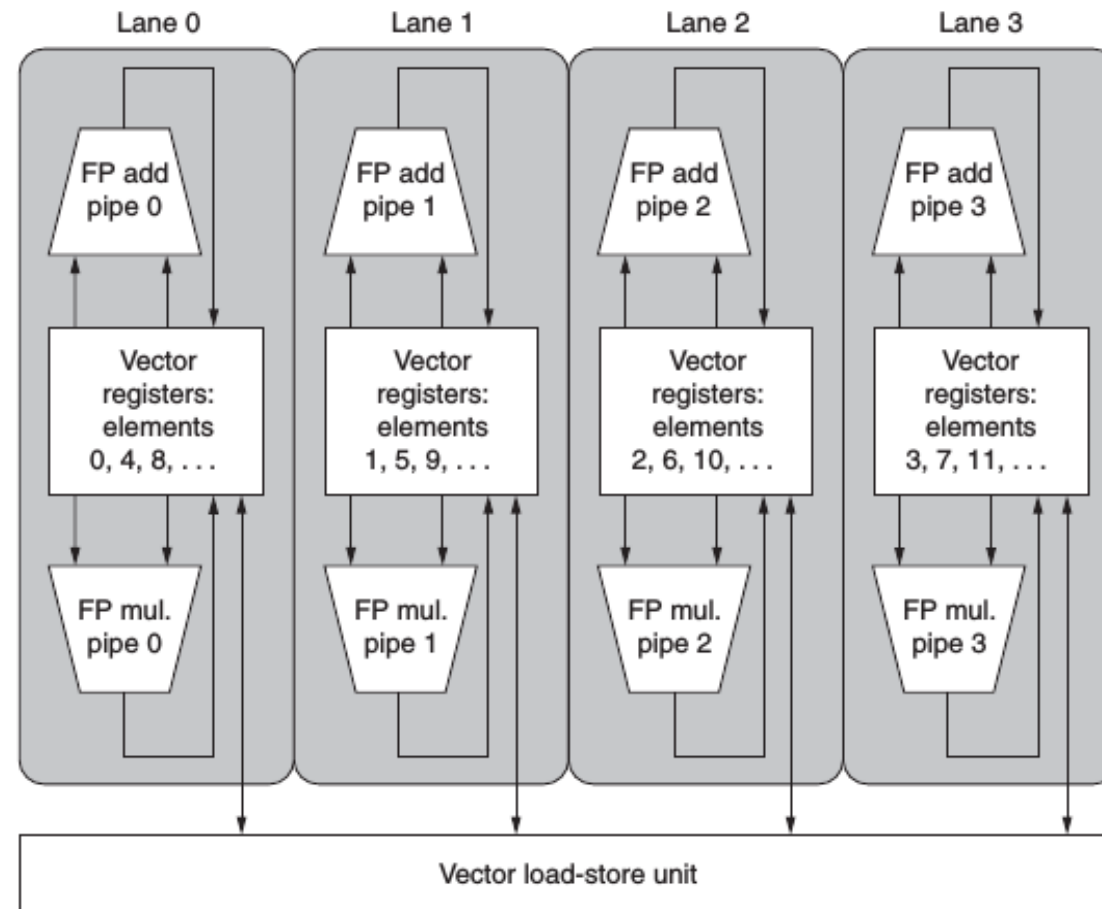 Lane 0
Lane 1
Lane 2
Lane 3
FP add
pipe 0
FP add
pipe 1
FP add
pipe 2
FP add
pipe 3
Vector
registers:
elements
0, 4, 8, . . .
Vector
registers:
elements
1, 5, 9, . . .
Vector
registers:
elements
2, 6, 10, . . .
Vector
registers:
elements
3, 7, 11, . . .
FP mul.
pipe 0
FP mul.
pipe 1
FP mul.
pipe 2
FP mul.
pipe 3
Vector load-store unit